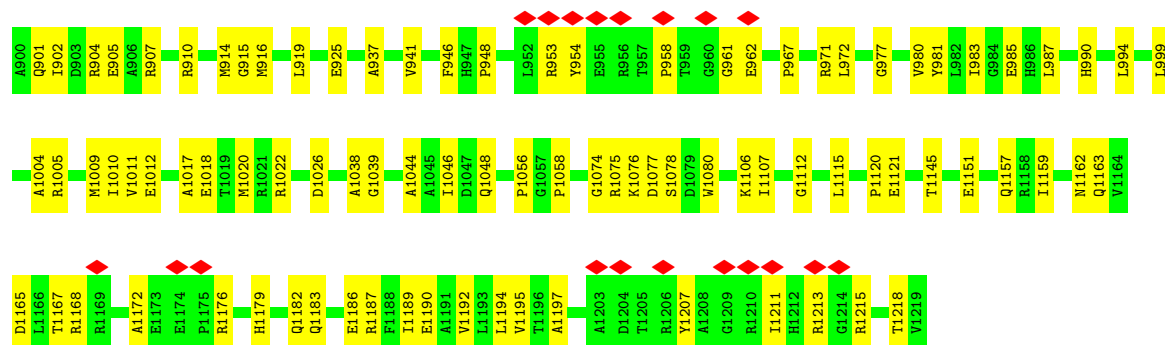 A900 Q901 I902 D903 R904 E905 A906 R907 R910 M914 G915 M916 L919 E925 A937 V941 F946 H947 P948 L952 R953 Y954 E955 R956 T957 P958 T959 G960 G961 E962 P967 R971 L972 G977 V980 Y981 L982 I983 G984 E985 H986 L987 H990 L994 L999
A1004 R1005 M1009 I1010 V1011 E1012 A1017 E1018 T1019 M1020 R1021 R1022 D1026 A1038 G1039 A1044 A1045 I1046 D1047 Q1048 P1056 G1057 P1058 G1074 R1075 K1076 D1077 S1078 D1079 W1080 K1106 I1107 G1112 L1115 P1120 E1121 T1145 E1151 Q1157 R1158 I1159 N1162 Q1163 V1164
D1165 L1166 T1167 R1168 R1169 A1172 E1173 E1174 P1175 R1176 H1179 Q1182 Q1183 E1186 R1187 F1188 I1189 E1190 A1191 V1192 L1193 L1194 V1195 T1196 A1197 A1203 D1204 T1205 R1206 Y1207 A1208 G1209 R1210 I1211 H1212 R1213 G1214 R1215 T1218 V1219